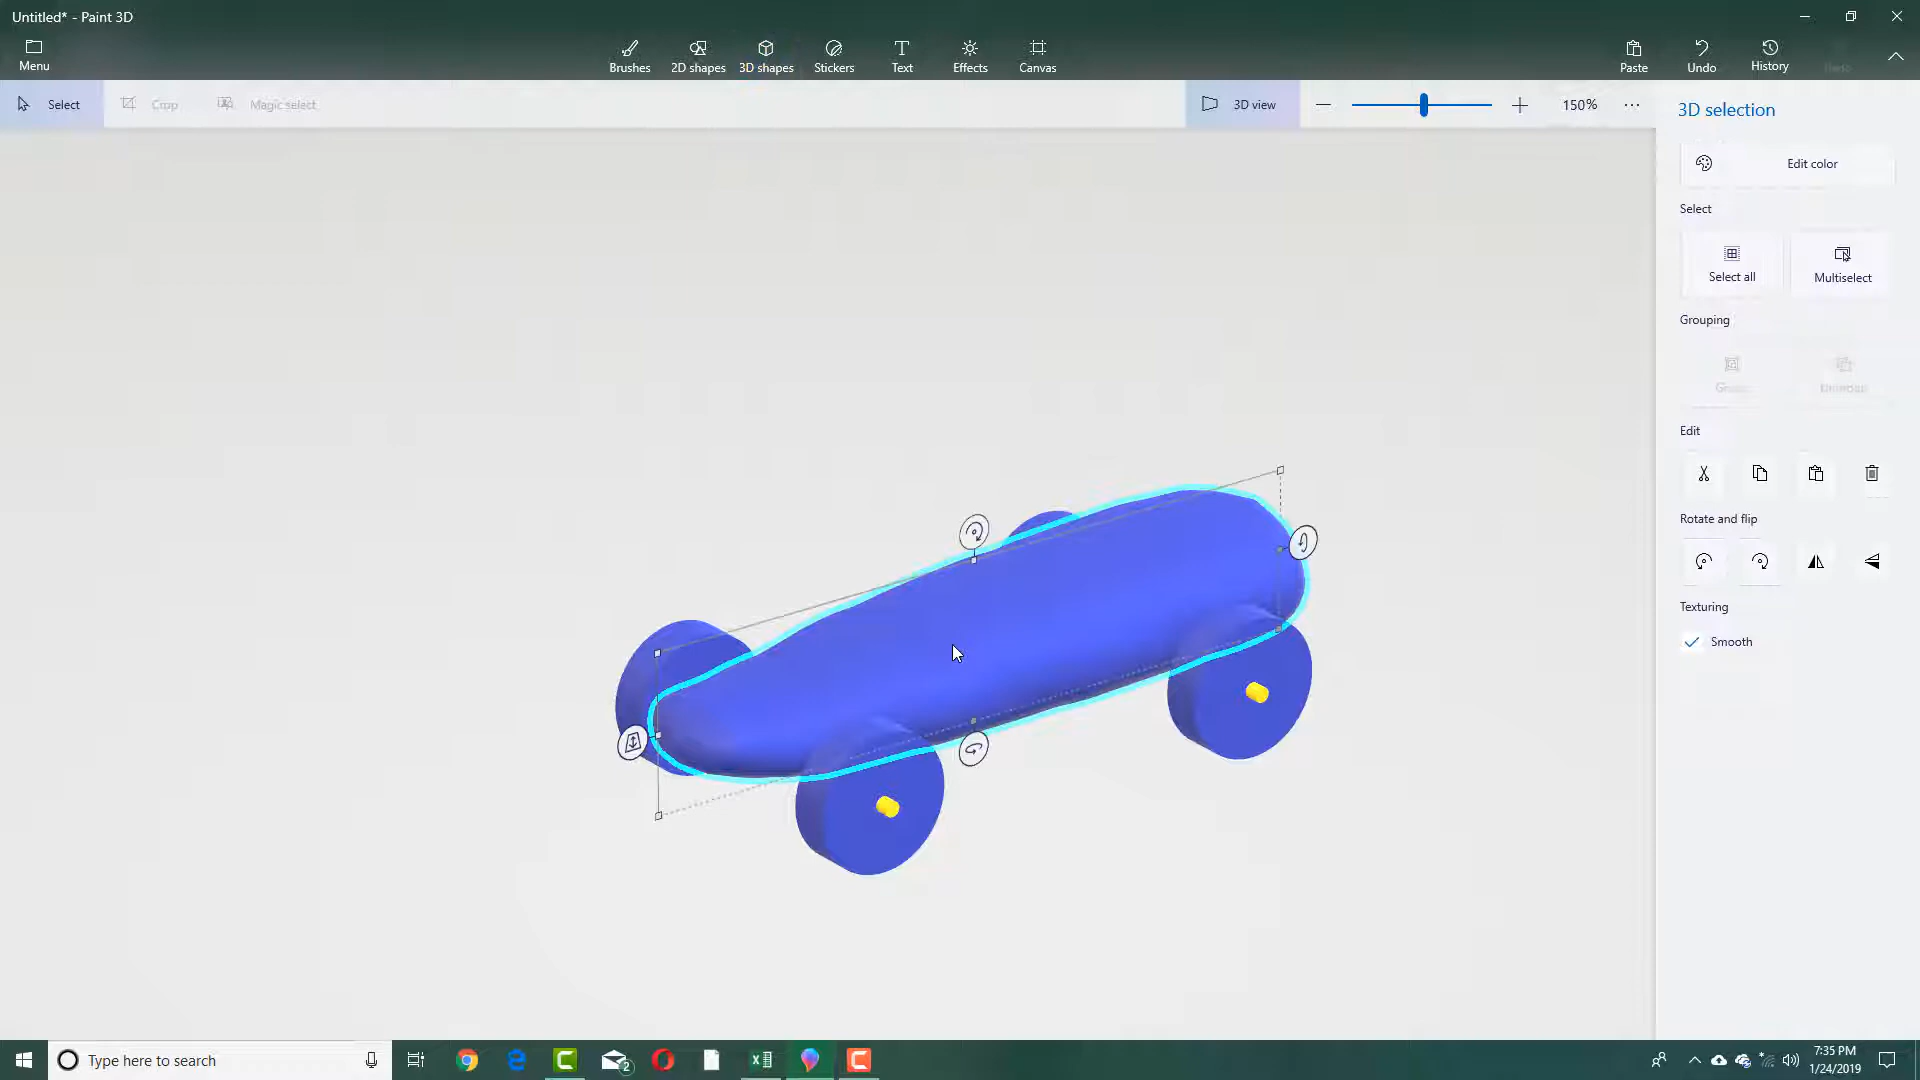 Untitled* - Paint 3D
Menu
Brushes
2D shapes
3D shapes
Stickers
Text
Effects
Canvas
Paste
Undo
History
Select
Crop
Magic select
3D view
150%
3D selection
Edit color
Select
Select all
Multiselect
Grouping
Edit
Rotate and flip
Texturing
Smooth
Type here to search
2
7:35 PM
1/24/2019